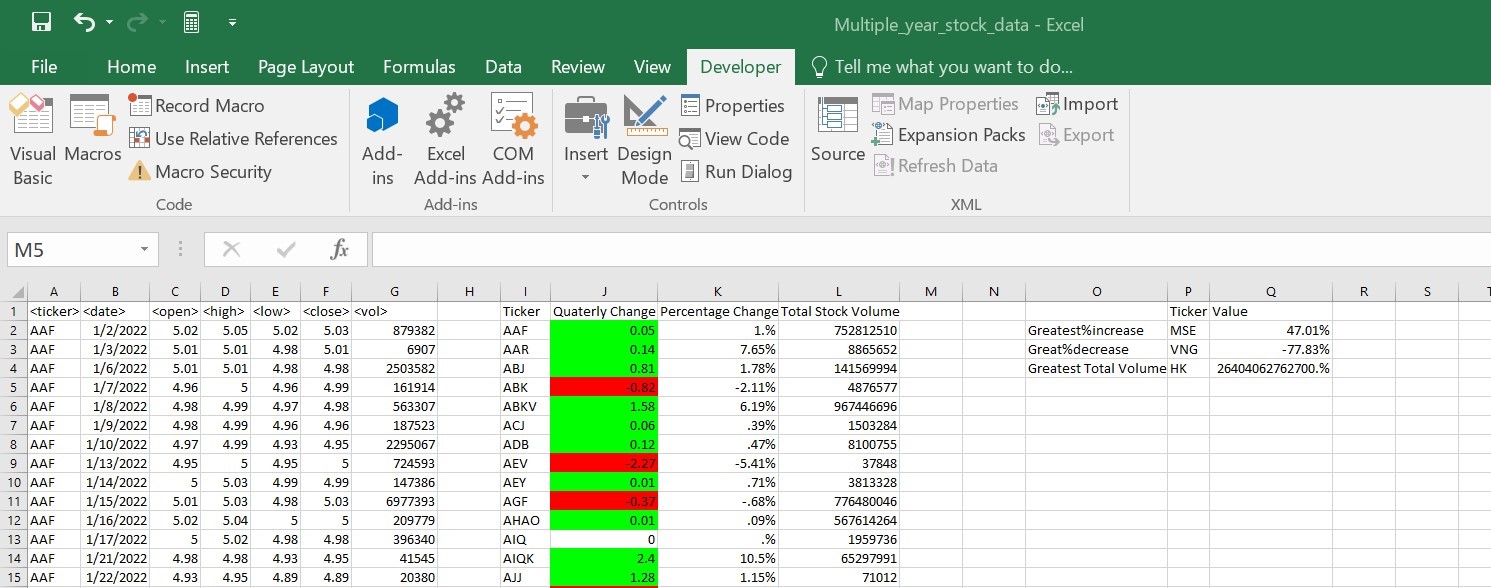 Multiple_year_stock_data - Excel
File Home Insert Page Layout Formulas Data Review View Developer Tell me what you want to do...
Visual Basic
Macros
Record Macro
Use Relative References
Macro Security
Code
Add-ins
Excel Add-ins
COM Add-ins
Add-ins
Insert
Design Mode
Properties
View Code
Run Dialog
Controls
Source
Map Properties
Expansion Packs
Refresh Data
Import
Export
XML
M5 fx
A B C D E F G H I J K L M N O P Q R S T
1 <ticker> <date> <open> <high> <low> <close> <vol> Ticker Quaterly Change Percentage Change Total Stock Volume Ticker Value
2 AAF 1/2/2022 5.02 5.05 5.02 5.03 879382 AAF 0.05 1.% 752812510 Greatest%increase MSE 47.01%
3 AAF 1/3/2022 5.01 5.01 4.98 5.01 6907 AAR 0.14 7.65% 8865652 Great%decrease VNG -77.83%
4 AAF 1/6/2022 5.01 5.01 4.98 4.98 2503582 ABJ 0.81 1.78% 141569994 Greatest Total Volume HK 26404062762700.%
5 AAF 1/7/2022 4.96 5 4.96 4.99 161914 ABK -0.82 -2.11% 4876577
6 AAF 1/8/2022 4.98 4.99 4.97 4.98 563307 ABKV 1.58 6.19% 967446696
7 AAF 1/9/2022 4.98 4.99 4.96 4.96 187523 ACJ 0.06 .39% 1503284
8 AAF 1/10/2022 4.97 4.99 4.93 4.95 2295067 ADB 0.12 .47% 8100755
9 AAF 1/13/2022 4.95 5 4.95 5 724593 AEV -2.27 -5.41% 37848
10 AAF 1/14/2022 5 5.03 4.99 4.99 147386 AEY 0.01 .71% 3813328
11 AAF 1/15/2022 5.01 5.03 4.98 5.03 6977393 AGF -0.37 -.68% 776480046
12 AAF 1/16/2022 5.02 5.04 5 5 209779 AHAO 0.01 .09% 567614264
13 AAF 1/17/2022 5 5.02 4.98 4.98 396340 AIQ 0 .% 1959736
14 AAF 1/21/2022 4.98 4.98 4.93 4.95 41545 AIQK 2.4 10.5% 65297991
15 AAF 1/22/2022 4.93 4.95 4.89 4.89 20380 AJJ 1.28 1.15% 71012